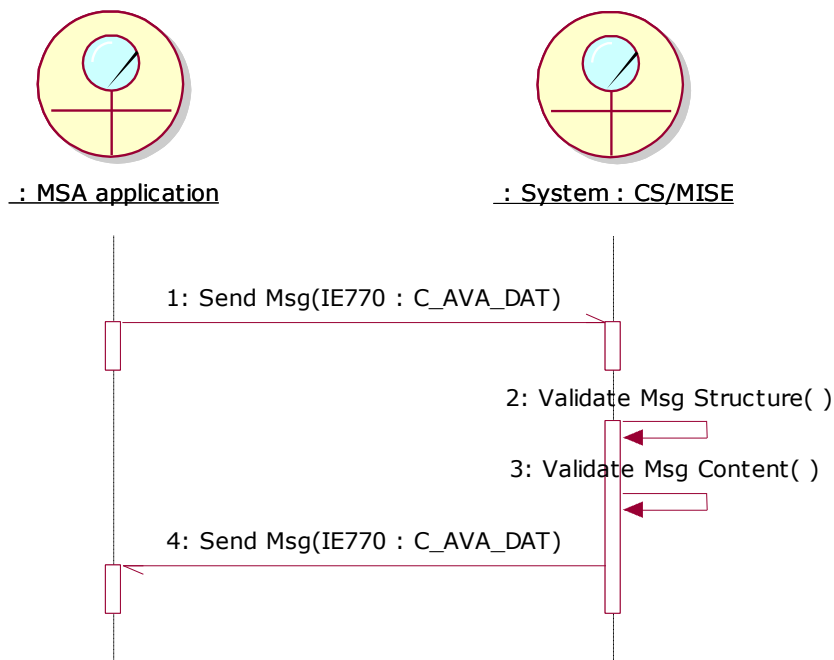 : MSA application
: System : CS/MISE
1: Send Msg(IE770 : C_AVA_DAT)
2: Validate Msg Structure( )
3: Validate Msg Content( )
4: Send Msg(IE770 : C_AVA_DAT)